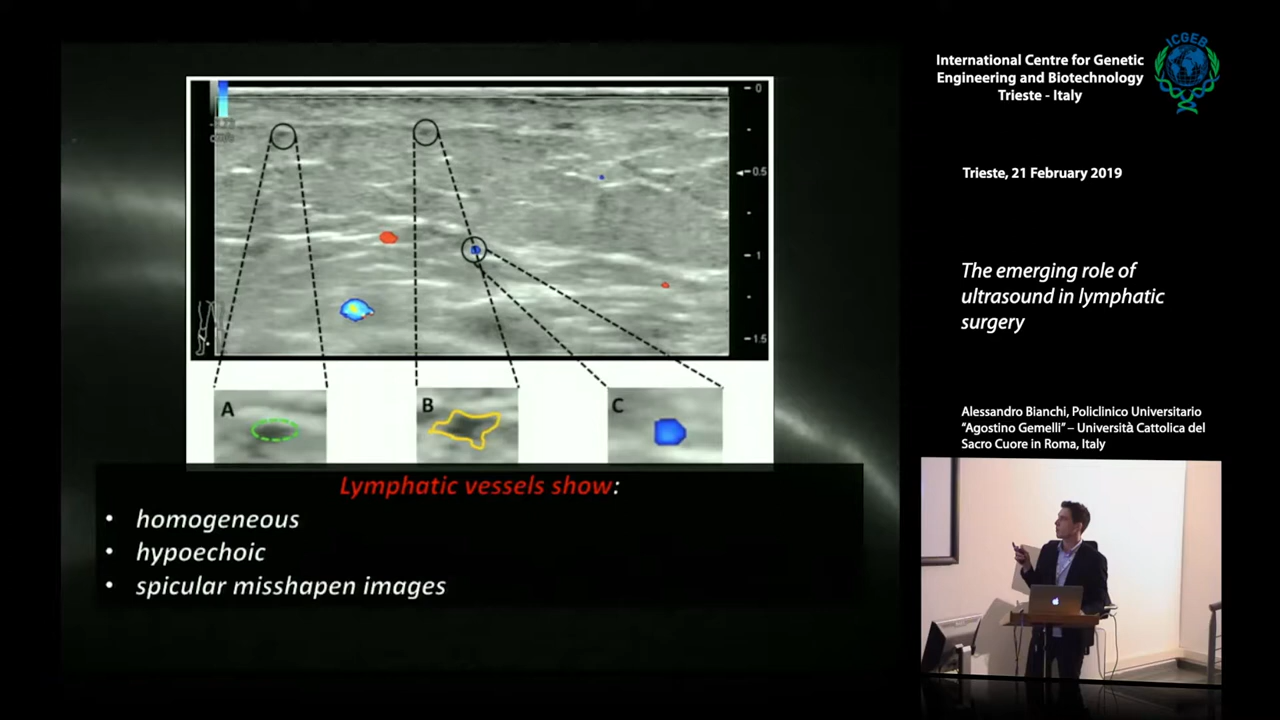 0
0.5
1
1.5
A
B
C
Lymphatic vessels show:
• homogeneous
• hypoechoic
• spicular misshapen images
International Centre for Genetic
Engineering and Biotechnology
Trieste - Italy
ICGEB
Trieste, 21 February 2019
The emerging role of
ultrasound in lymphatic
surgery
Alessandro Bianchi, Policlinico Universitario
“Agostino Gemelli” – Università Cattolica del
Sacro Cuore in Roma, Italy